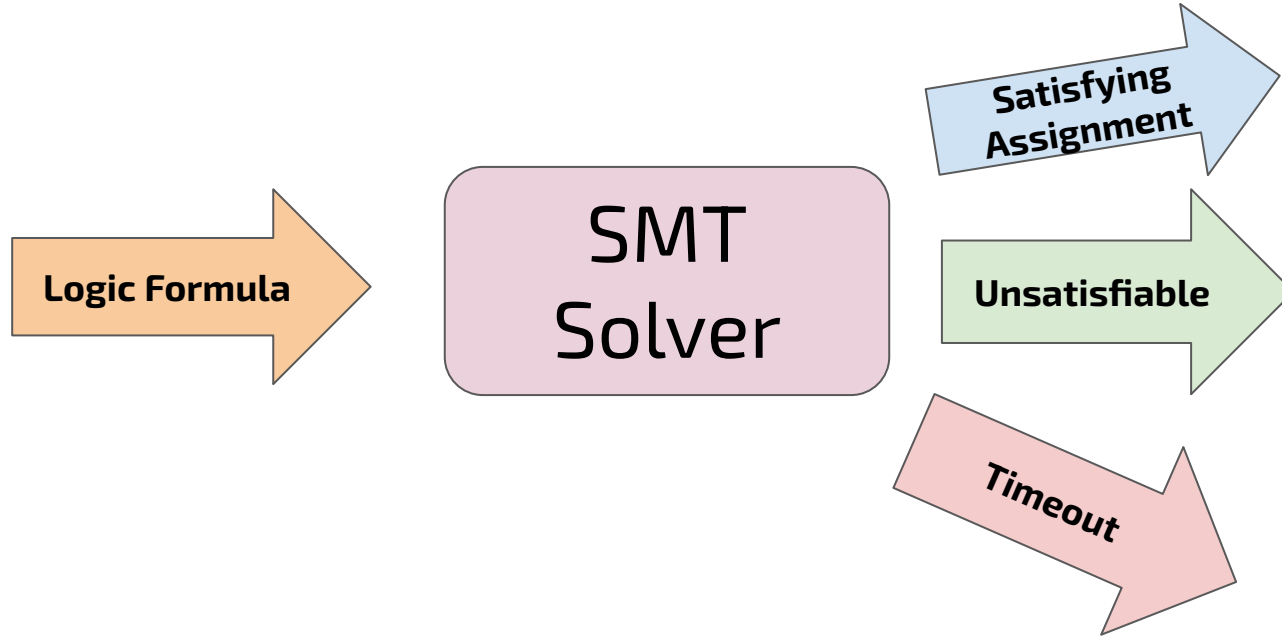 Logic Formula
SMT
Solver
Satisfying
Assignment
Unsatisfiable
Timeout